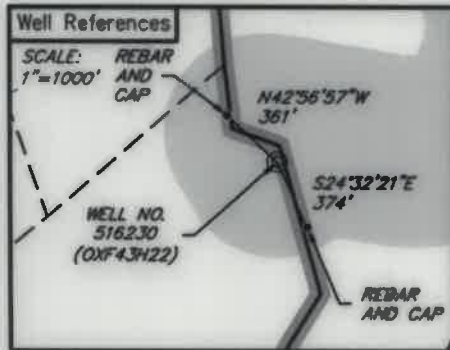 Well References
SCALE:
1"=1000'
REBAR
AND
CAP
N42°56'57"W
361'
S24°32'21"E
374'
WELL NO.
516230
(OXF43H22)
REBAR
AND CAP